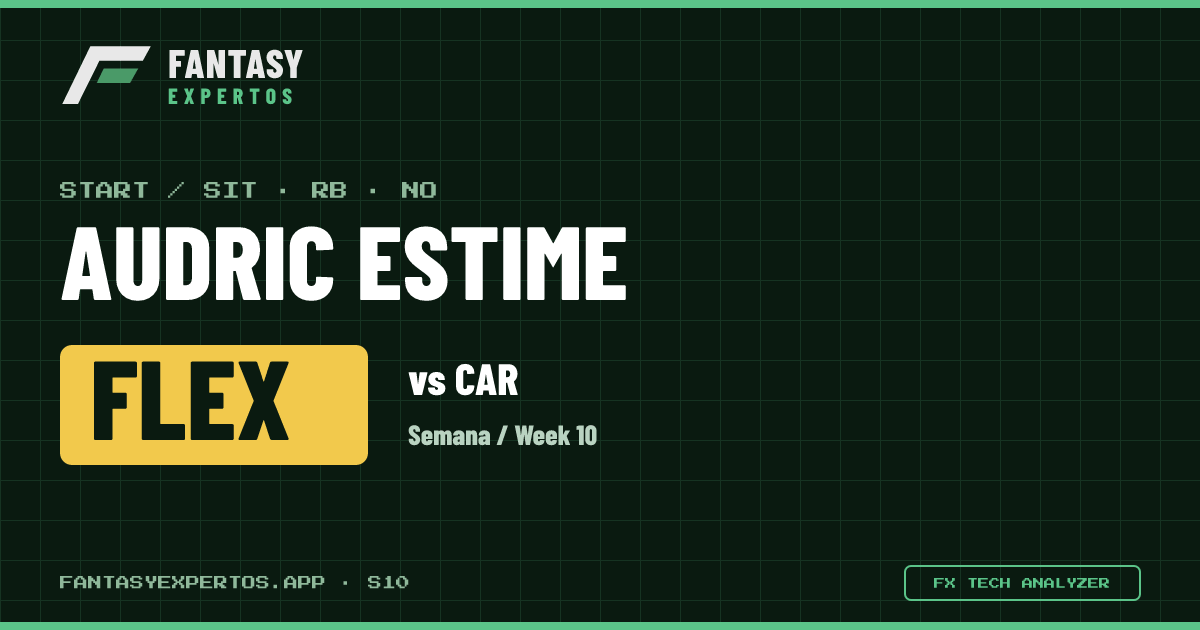 FANTASY
EXPERTOS
START / SIT · RB · NO
AUDRIC ESTIME
FLEX
vs CAR
Semana / Week 10
FANTASYEXPERTOS.APP · S10
FX TECH ANALYZER